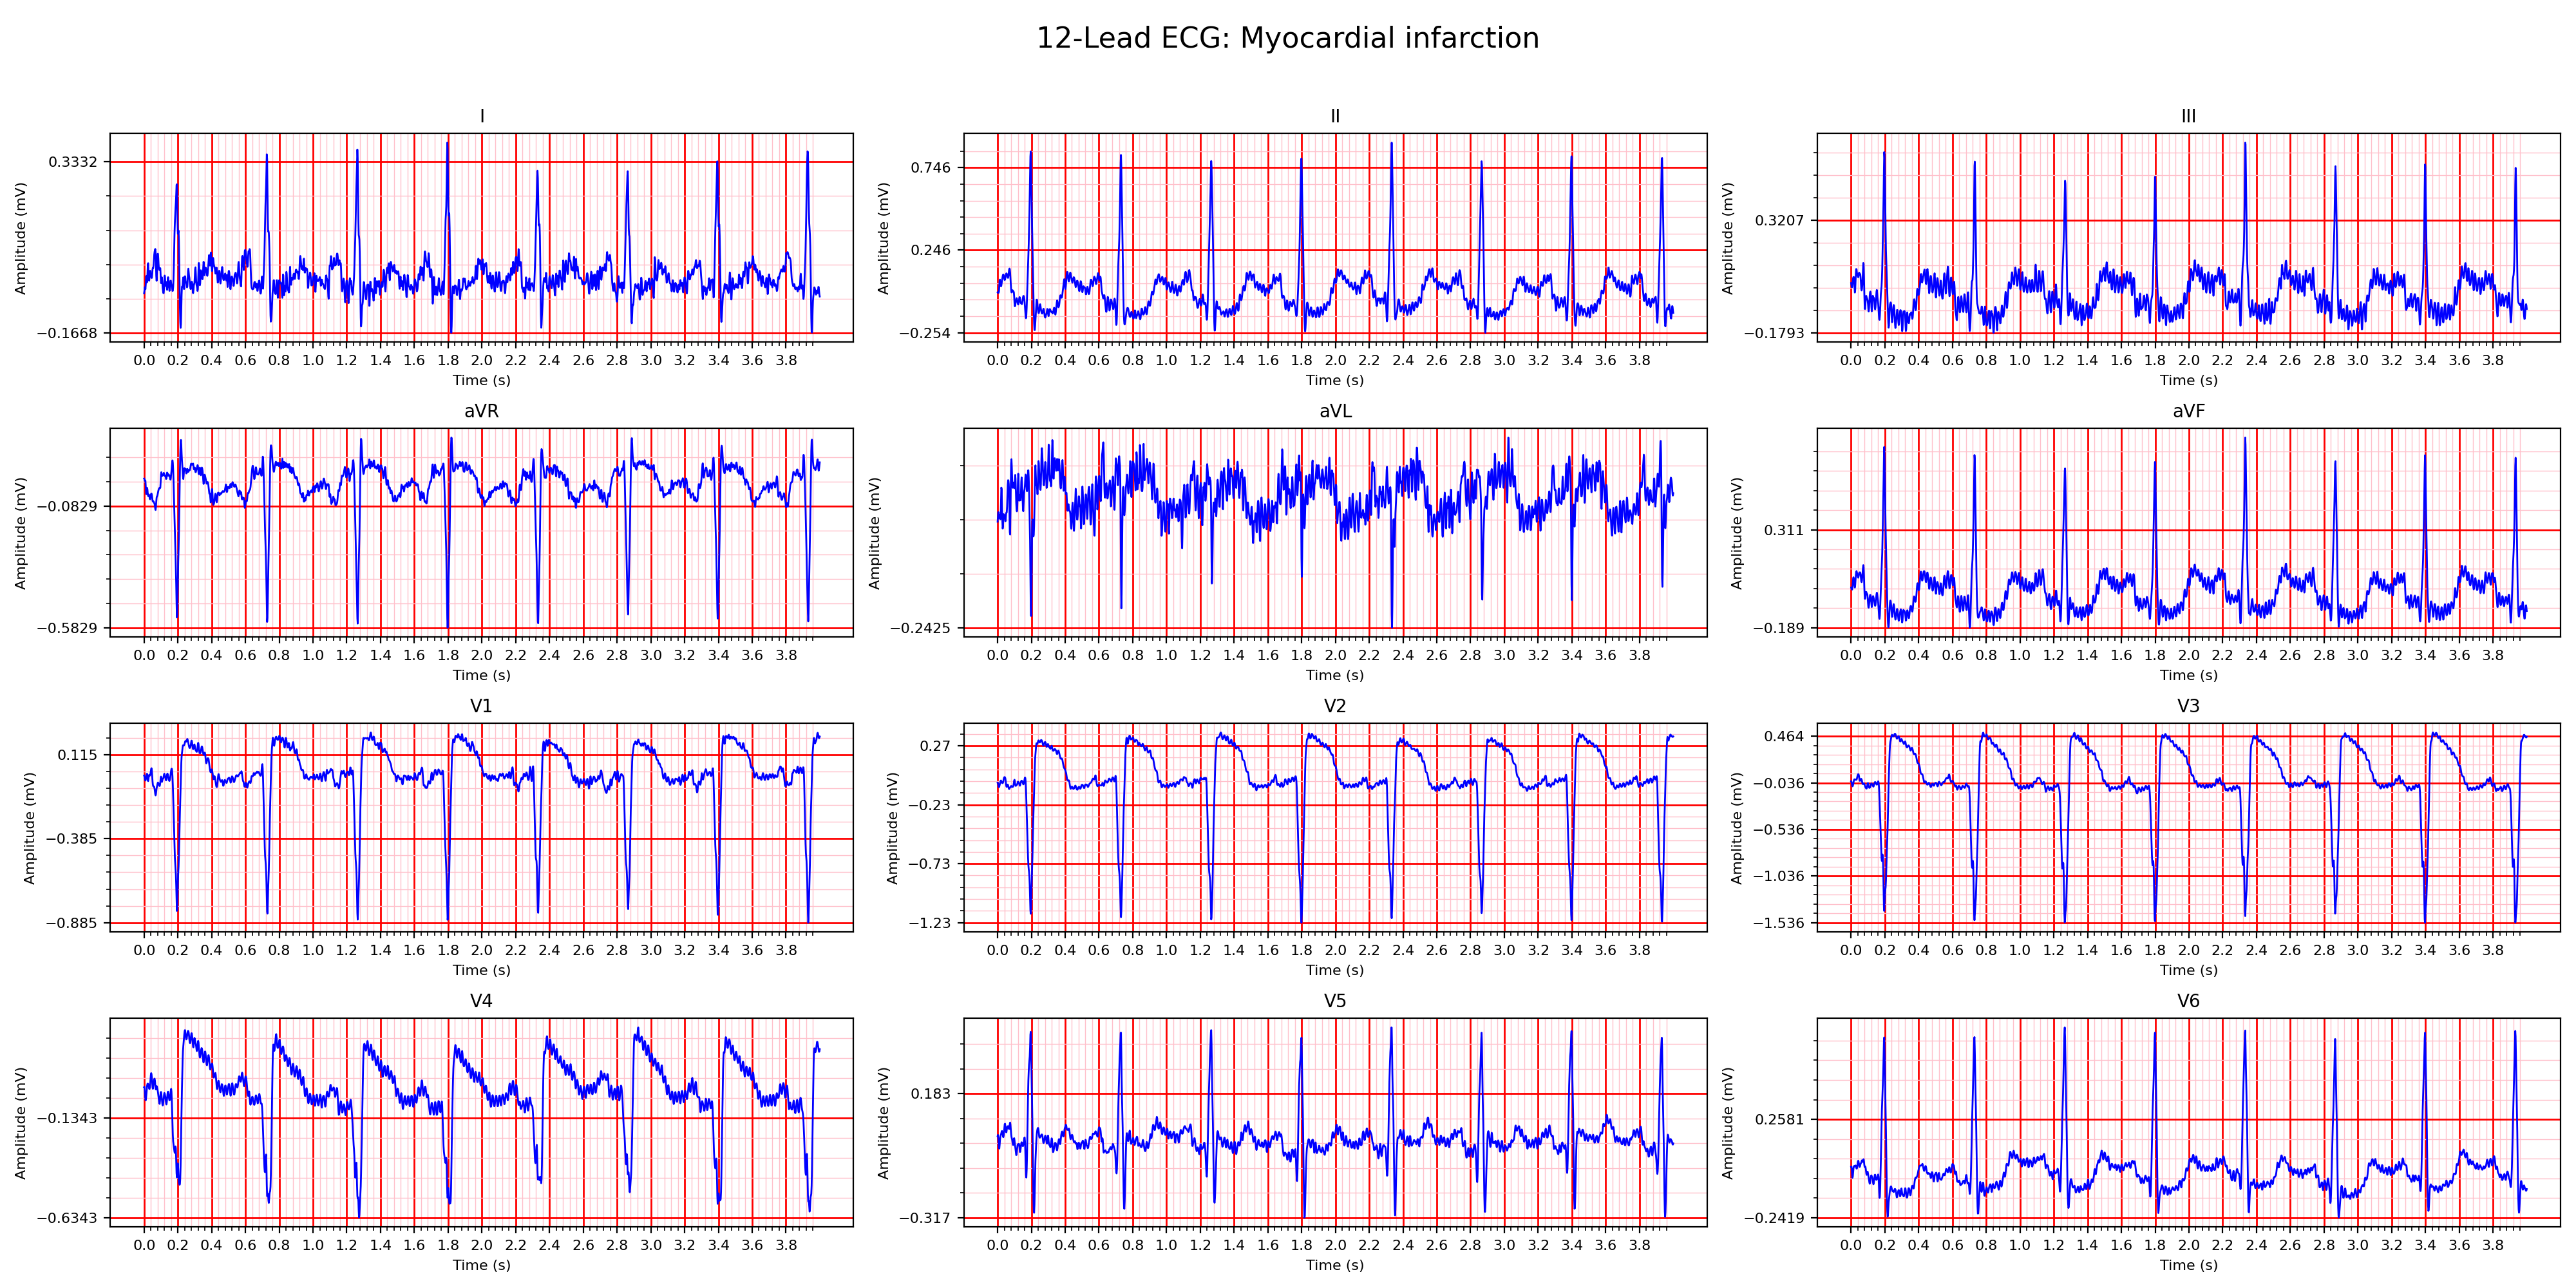 12-Lead ECG: Myocardial infarction
I
Amplitude (mV)
0.3332
−0.1668
0.0 0.2 0.4 0.6 0.8 1.0 1.2 1.4 1.6 1.8 2.0 2.2 2.4 2.6 2.8 3.0 3.2 3.4 3.6 3.8
Time (s)
II
Amplitude (mV)
0.746
0.246
−0.254
0.0 0.2 0.4 0.6 0.8 1.0 1.2 1.4 1.6 1.8 2.0 2.2 2.4 2.6 2.8 3.0 3.2 3.4 3.6 3.8
Time (s)
III
Amplitude (mV)
0.3207
−0.1793
0.0 0.2 0.4 0.6 0.8 1.0 1.2 1.4 1.6 1.8 2.0 2.2 2.4 2.6 2.8 3.0 3.2 3.4 3.6 3.8
Time (s)
aVR
Amplitude (mV)
−0.0829
−0.5829
0.0 0.2 0.4 0.6 0.8 1.0 1.2 1.4 1.6 1.8 2.0 2.2 2.4 2.6 2.8 3.0 3.2 3.4 3.6 3.8
Time (s)
aVL
Amplitude (mV)
−0.2425
0.0 0.2 0.4 0.6 0.8 1.0 1.2 1.4 1.6 1.8 2.0 2.2 2.4 2.6 2.8 3.0 3.2 3.4 3.6 3.8
Time (s)
aVF
Amplitude (mV)
0.311
−0.189
0.0 0.2 0.4 0.6 0.8 1.0 1.2 1.4 1.6 1.8 2.0 2.2 2.4 2.6 2.8 3.0 3.2 3.4 3.6 3.8
Time (s)
V1
Amplitude (mV)
0.115
−0.385
−0.885
0.0 0.2 0.4 0.6 0.8 1.0 1.2 1.4 1.6 1.8 2.0 2.2 2.4 2.6 2.8 3.0 3.2 3.4 3.6 3.8
Time (s)
V2
Amplitude (mV)
0.27
−0.23
−0.73
−1.23
0.0 0.2 0.4 0.6 0.8 1.0 1.2 1.4 1.6 1.8 2.0 2.2 2.4 2.6 2.8 3.0 3.2 3.4 3.6 3.8
Time (s)
V3
Amplitude (mV)
0.464
−0.036
−0.536
−1.036
−1.536
0.0 0.2 0.4 0.6 0.8 1.0 1.2 1.4 1.6 1.8 2.0 2.2 2.4 2.6 2.8 3.0 3.2 3.4 3.6 3.8
Time (s)
V4
Amplitude (mV)
−0.1343
−0.6343
0.0 0.2 0.4 0.6 0.8 1.0 1.2 1.4 1.6 1.8 2.0 2.2 2.4 2.6 2.8 3.0 3.2 3.4 3.6 3.8
Time (s)
V5
Amplitude (mV)
0.183
−0.317
0.0 0.2 0.4 0.6 0.8 1.0 1.2 1.4 1.6 1.8 2.0 2.2 2.4 2.6 2.8 3.0 3.2 3.4 3.6 3.8
Time (s)
V6
Amplitude (mV)
0.2581
−0.2419
0.0 0.2 0.4 0.6 0.8 1.0 1.2 1.4 1.6 1.8 2.0 2.2 2.4 2.6 2.8 3.0 3.2 3.4 3.6 3.8
Time (s)